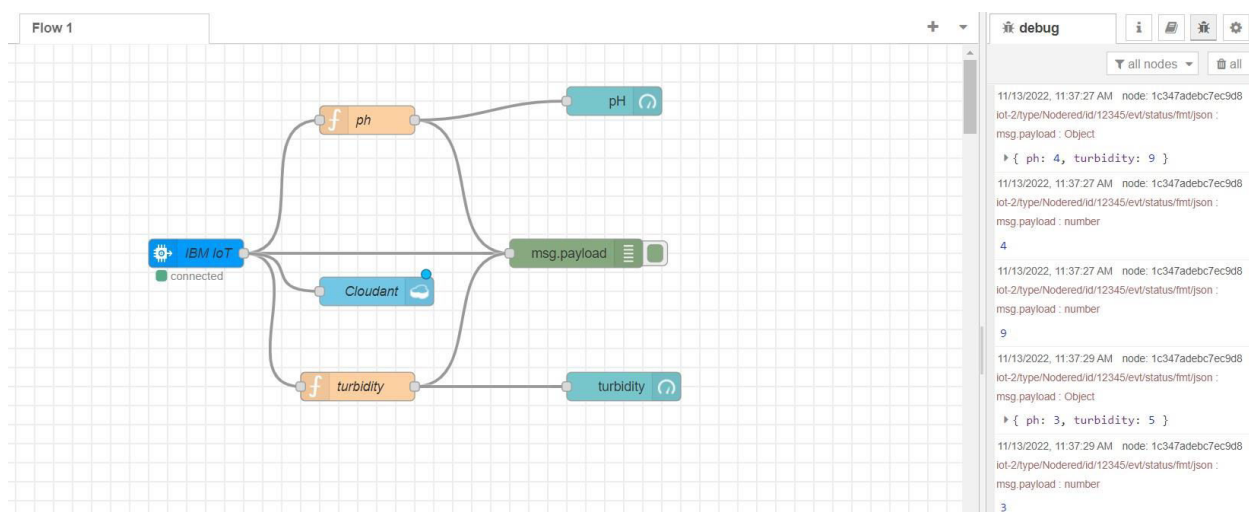 Flow 1
ph
pH
IBM IoT
connected
msg.payload
Cloudant
turbidity
turbidity
debug
i
all nodes
all
11/13/2022, 11:37:27 AM node: 1c347adebc7ec9d8
iot-2/type/Nodered/id/12345/evt/status/fmt/json :
msg.payload : Object
{ ph: 4, turbidity: 9 }
11/13/2022, 11:37:27 AM node: 1c347adebc7ec9d8
iot-2/type/Nodered/id/12345/evt/status/fmt/json :
msg.payload : number
4
11/13/2022, 11:37:27 AM node: 1c347adebc7ec9d8
iot-2/type/Nodered/id/12345/evt/status/fmt/json :
msg.payload : number
9
11/13/2022, 11:37:29 AM node: 1c347adebc7ec9d8
iot-2/type/Nodered/id/12345/evt/status/fmt/json :
msg.payload : Object
{ ph: 3, turbidity: 5 }
11/13/2022, 11:37:29 AM node: 1c347adebc7ec9d8
iot-2/type/Nodered/id/12345/evt/status/fmt/json :
msg.payload : number
3